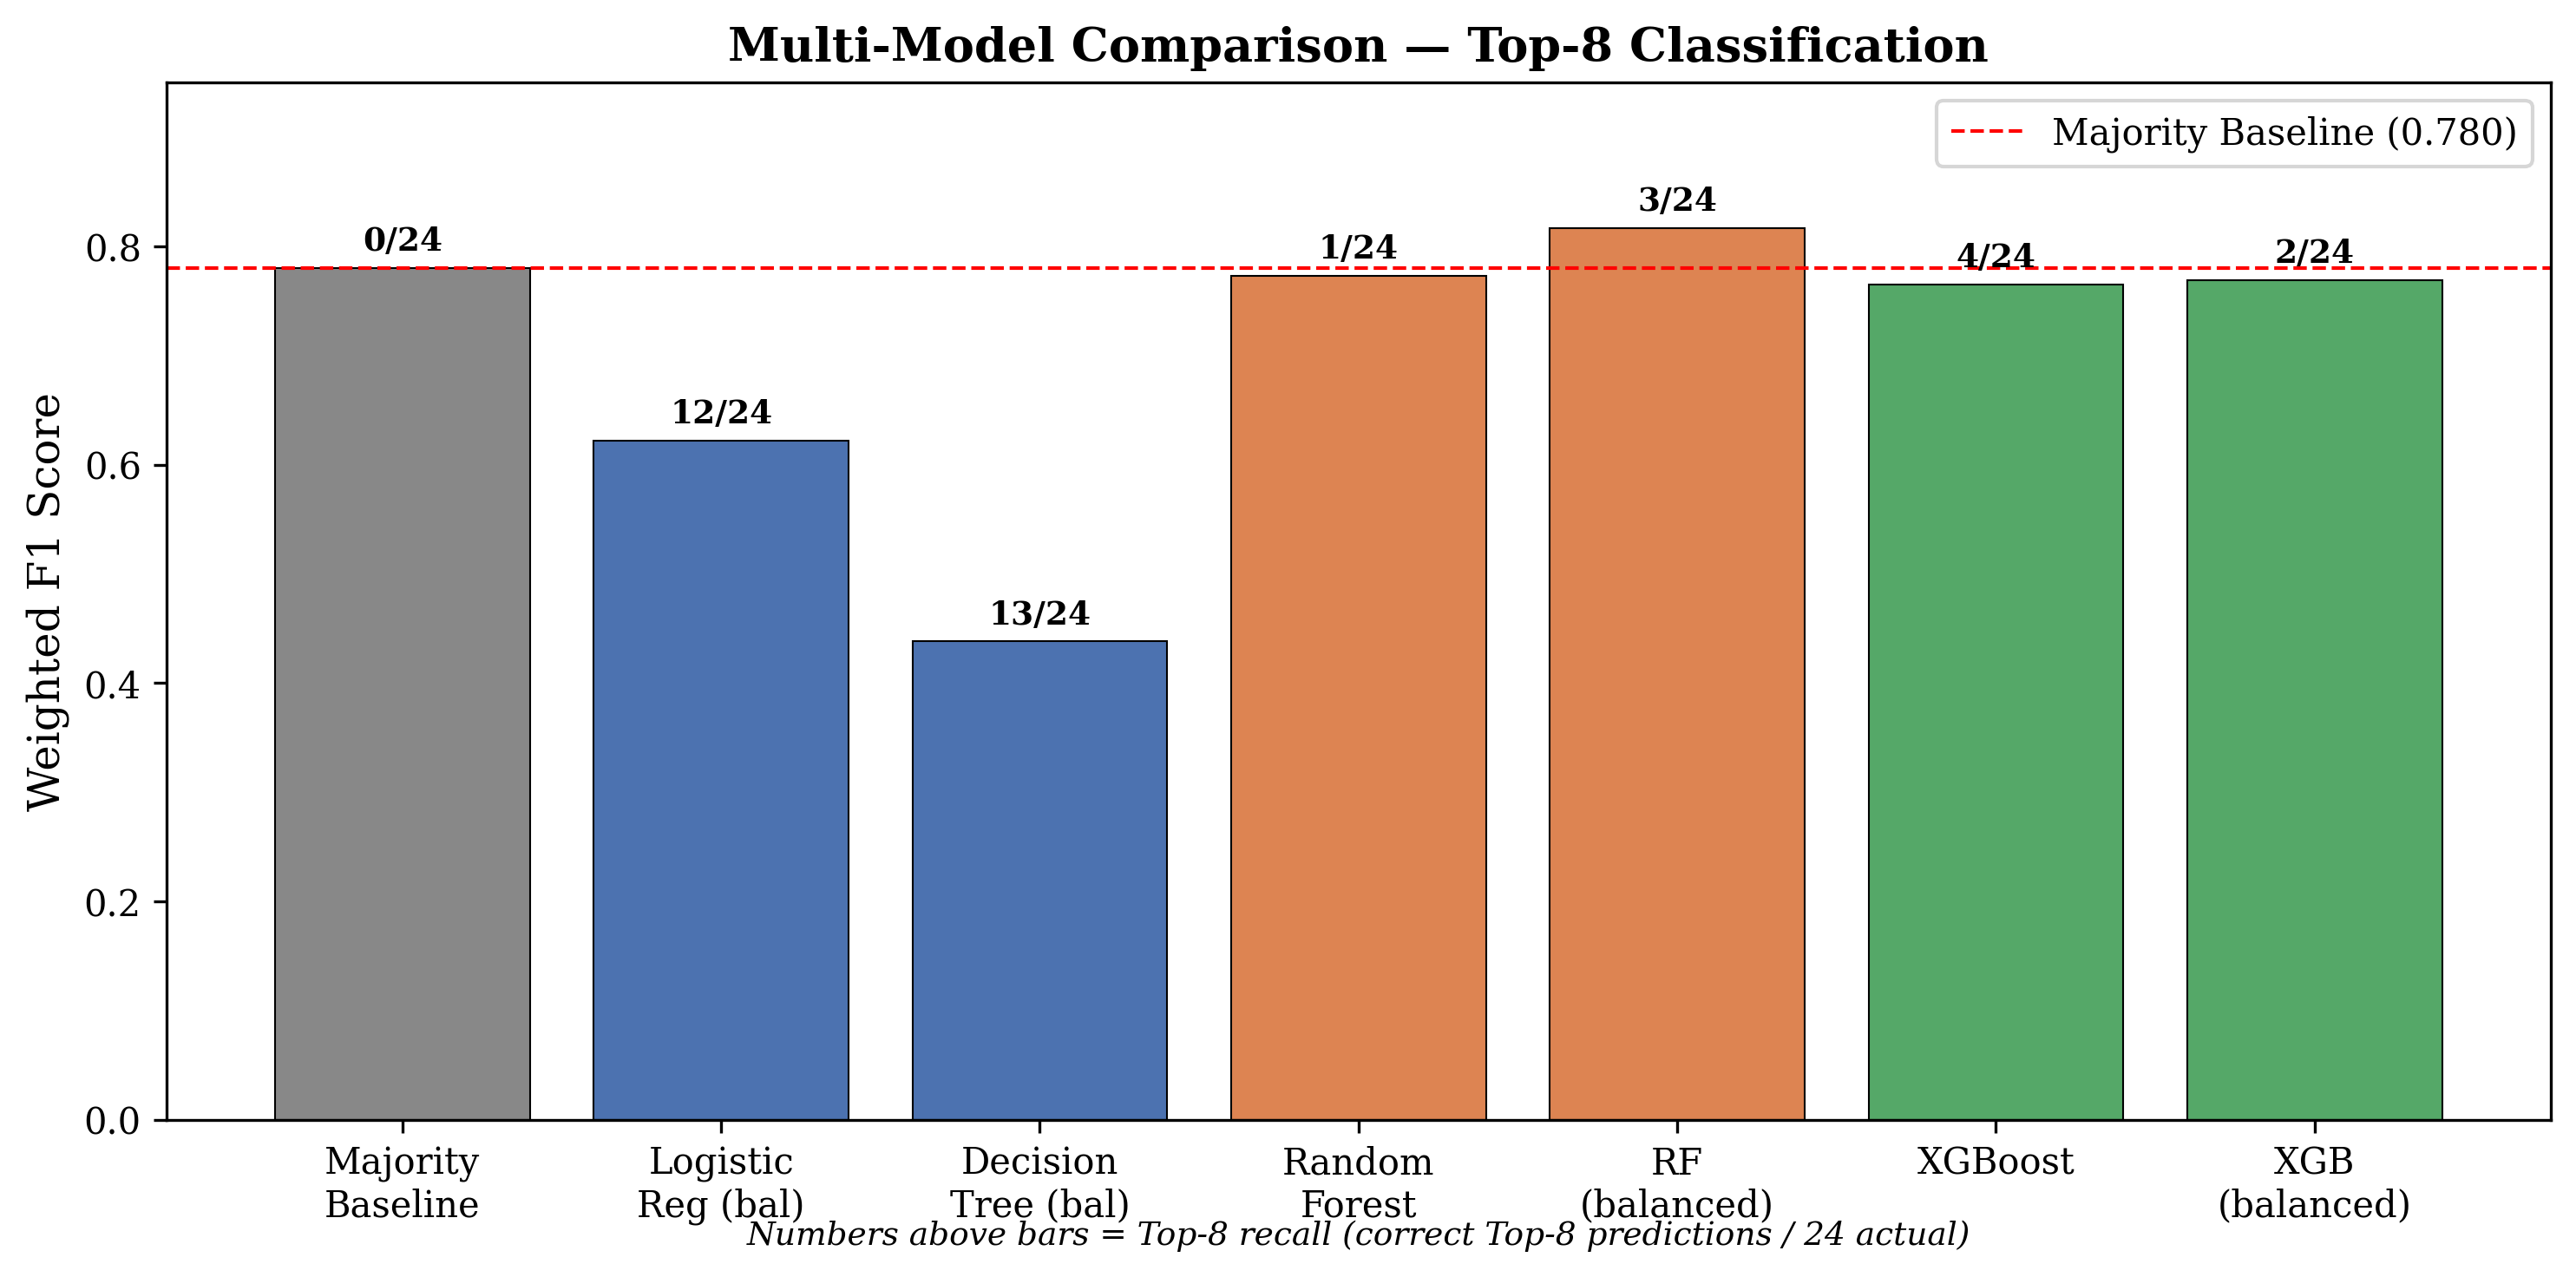 Multi-Model Comparison — Top-8 Classification
Majority Baseline (0.780)
Weighted F1 Score
0.8
0.6
0.4
0.2
0.0
0/24
12/24
13/24
1/24
3/24
4/24
2/24
Majority
Baseline
Logistic
Reg (bal)
Decision
Tree (bal)
Random
Forest
RF
(balanced)
XGBoost
XGB
(balanced)
Numbers above bars = Top-8 recall (correct Top-8 predictions / 24 actual)